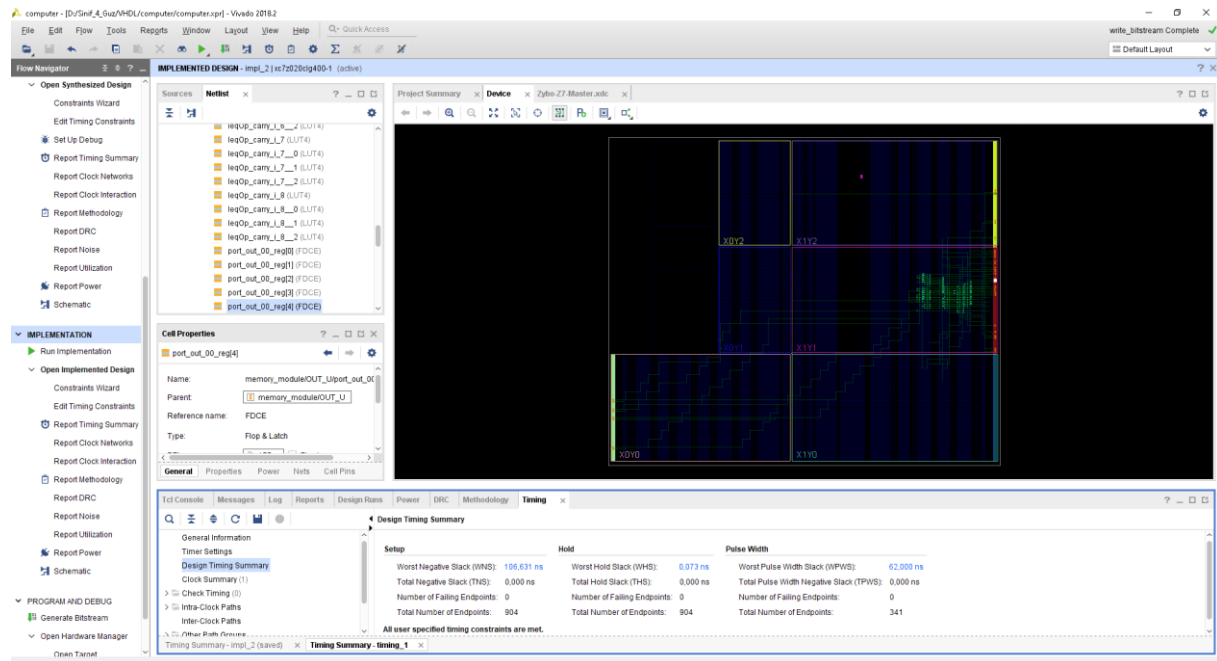 computer - [D:/Sinif_4_Guz/VHDL/computer/computer.xpr] - Vivado 2018.2
File Edit Flow Tools Reports Window Layout View Help Quick Access
write_bitstream Complete
Default Layout
Flow Navigator
IMPLEMENTED DESIGN - impl_2 | xc7z020clg400-1 (active)
Open Synthesized Design
Constraints Wizard
Edit Timing Constraints
Set Up Debug
Report Timing Summary
Report Clock Networks
Report Clock Interaction
Report Methodology
Report DRC
Report Noise
Report Utilization
Report Power
Schematic
IMPLEMENTATION
Run Implementation
Open Implemented Design
Constraints Wizard
Edit Timing Constraints
Report Timing Summary
Report Clock Networks
Report Clock Interaction
Report Methodology
Report DRC
Report Noise
Report Utilization
Report Power
Schematic
PROGRAM AND DEBUG
Generate Bitstream
Open Hardware Manager
Open Target
Sources Netlist
leqOp_carry_i_6__2 (LUT4)
leqOp_carry_i_7 (LUT4)
leqOp_carry_i_7__0 (LUT4)
leqOp_carry_i_7__1 (LUT4)
leqOp_carry_i_7__2 (LUT4)
leqOp_carry_i_8 (LUT4)
leqOp_carry_i_8__0 (LUT4)
leqOp_carry_i_8__1 (LUT4)
leqOp_carry_i_8__2 (LUT4)
port_out_00_reg[0] (FDCE)
port_out_00_reg[1] (FDCE)
port_out_00_reg[2] (FDCE)
port_out_00_reg[3] (FDCE)
port_out_00_reg[4] (FDCE)
Cell Properties
port_out_00_reg[4]
Name: memory_module/OUT_U/port_out_00
Parent: memory_module/OUT_U
Reference name: FDCE
Type: Flop & Latch
General Properties Power Nets Cell Pins
Project Summary Device Zybo-Z7-Master.xdc
X0Y2 X1Y2
X0Y1 X1Y1
X0Y0 X1Y0
Tcl Console Messages Log Reports Design Runs Power DRC Methodology Timing
General Information
Timer Settings
Design Timing Summary
Clock Summary (1)
Check Timing (0)
Intra-Clock Paths
Inter-Clock Paths
Other Path Groups
Design Timing Summary
Setup Hold Pulse Width
Worst Negative Slack (WNS): 106,631 ns Worst Hold Slack (WHS): 0,073 ns Worst Pulse Width Slack (WPWS): 62,000 ns
Total Negative Slack (TNS): 0,000 ns Total Hold Slack (THS): 0,000 ns Total Pulse Width Negative Slack (TPWS): 0,000 ns
Number of Failing Endpoints: 0 Number of Failing Endpoints: 0 Number of Failing Endpoints: 0
Total Number of Endpoints: 904 Total Number of Endpoints: 904 Total Number of Endpoints: 341
All user specified timing constraints are met.
Timing Summary - impl_2 (saved) Timing Summary - timing_1